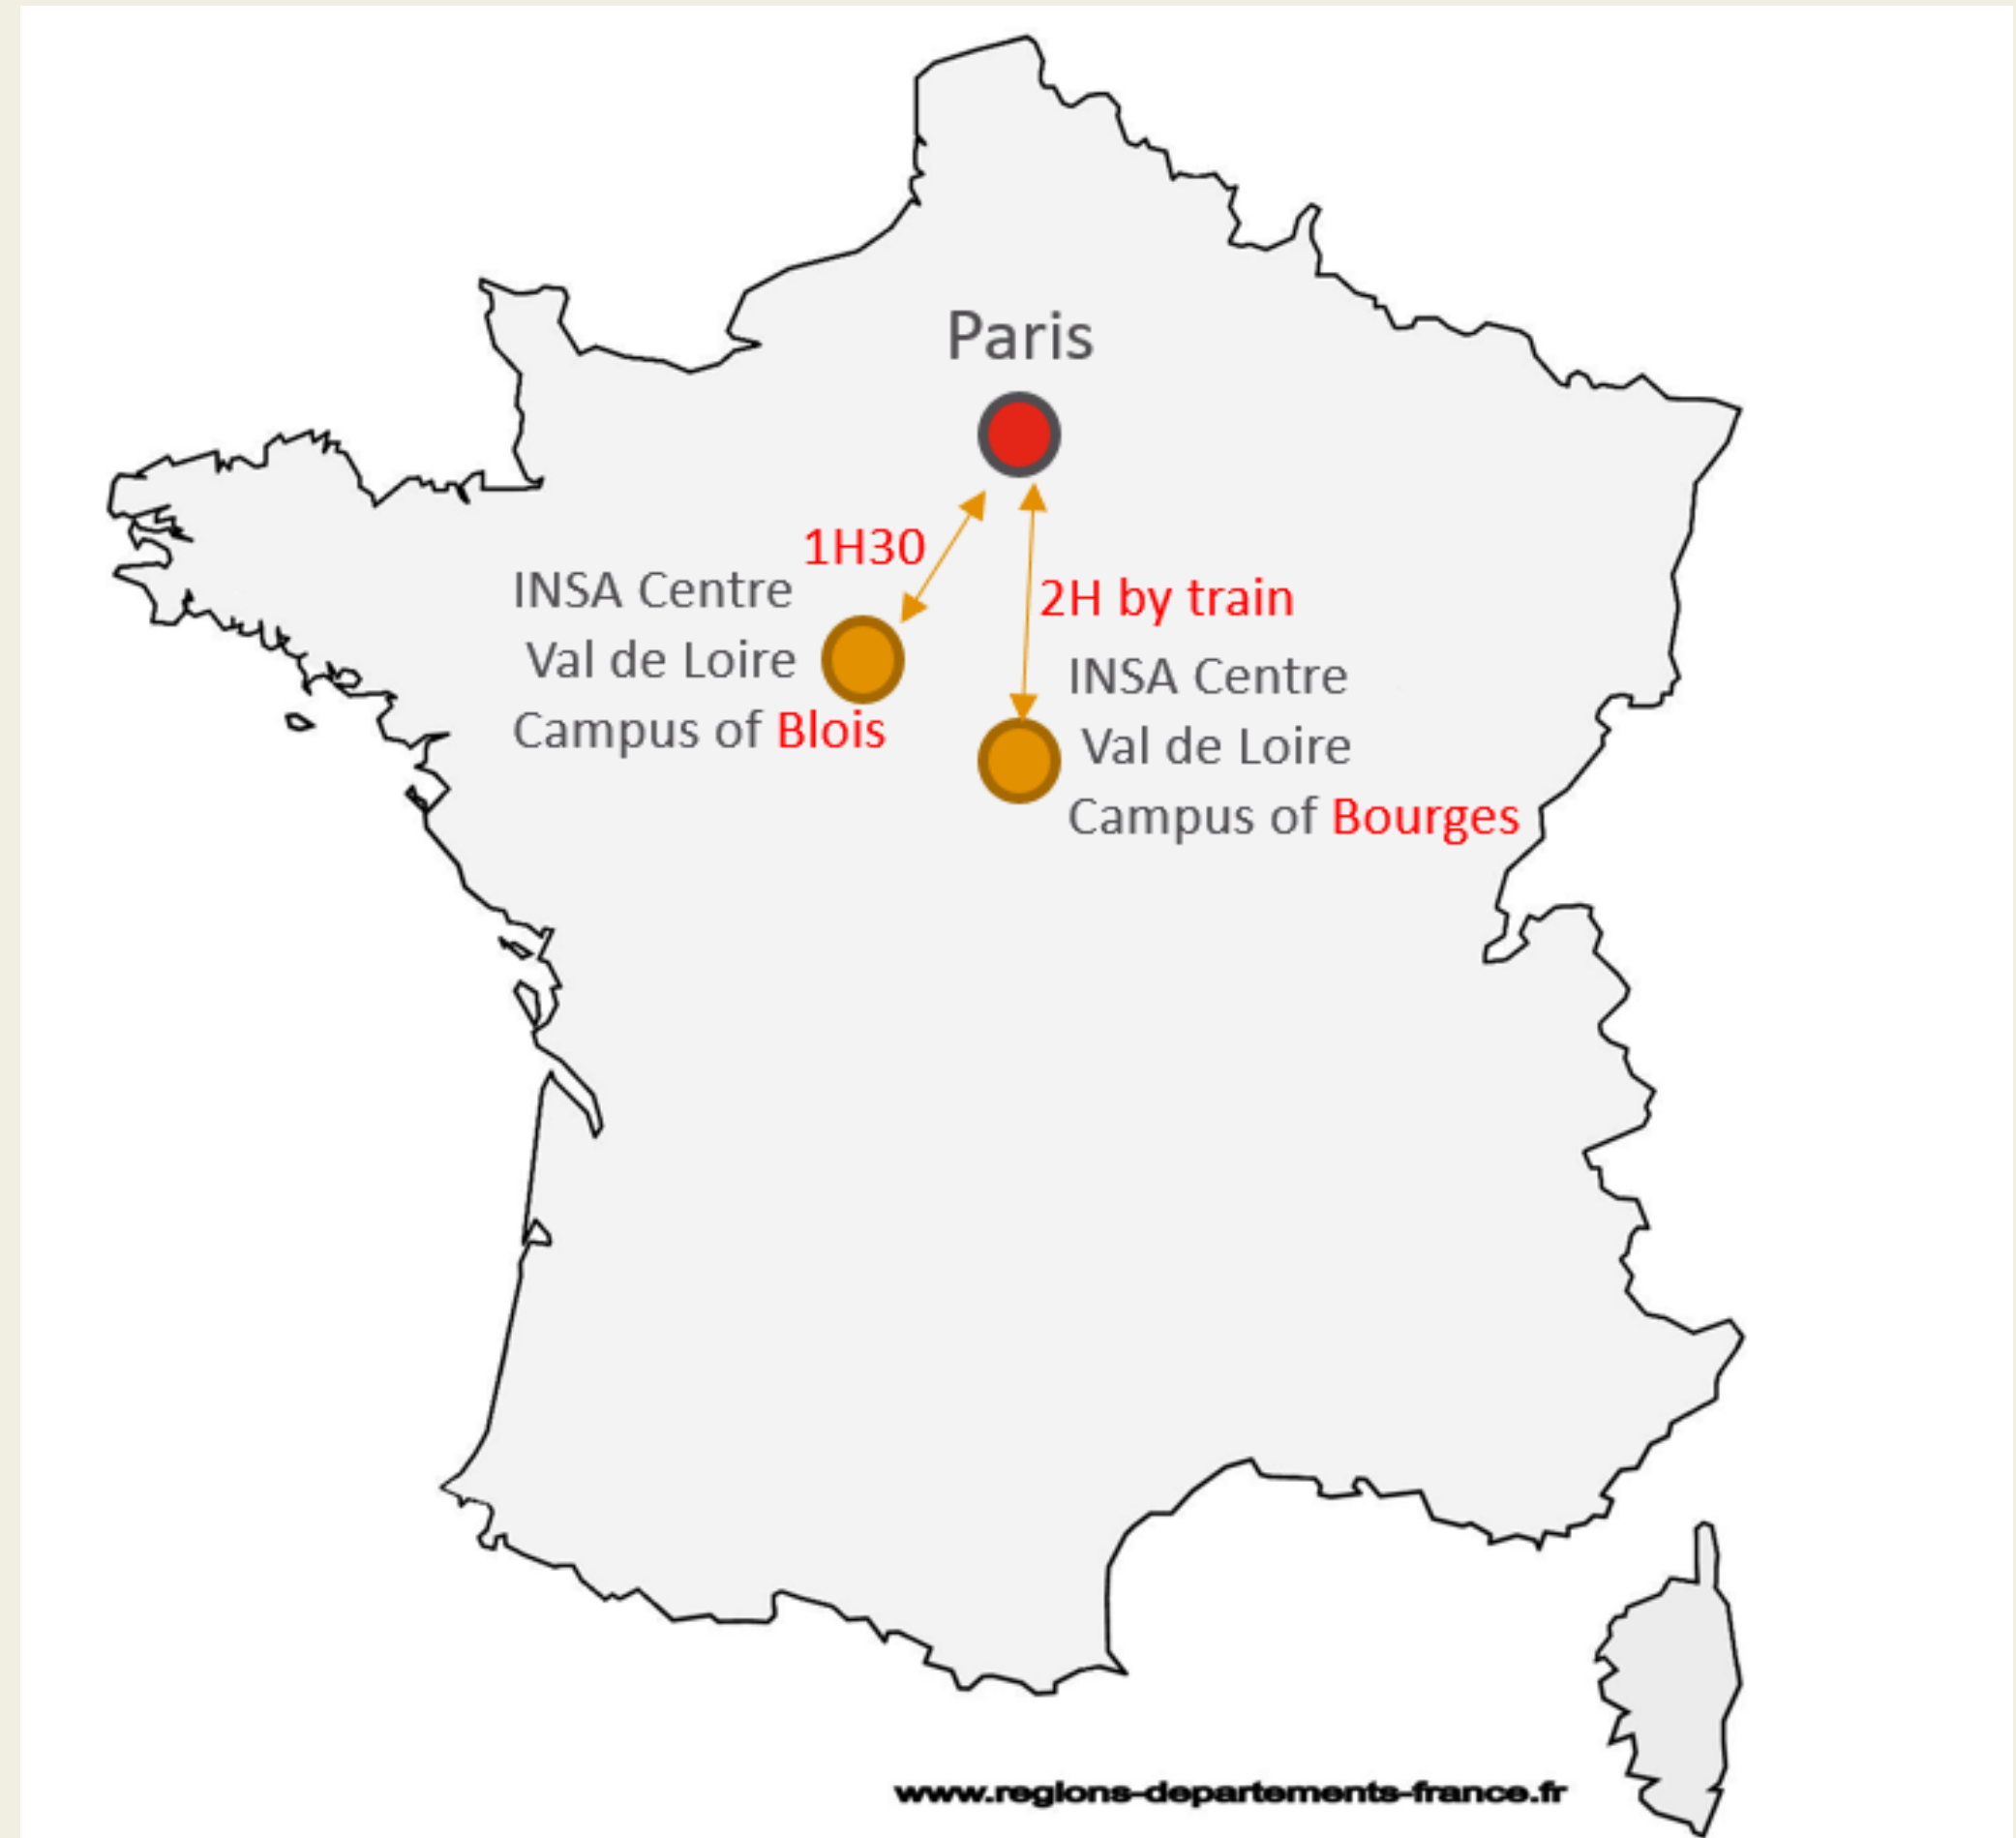 Paris
1H30
INSA Centre
Val de Loire
Campus of Blois
2H by train
INSA Centre
Val de Loire
Campus of Bourges
www.regions-departements-france.fr